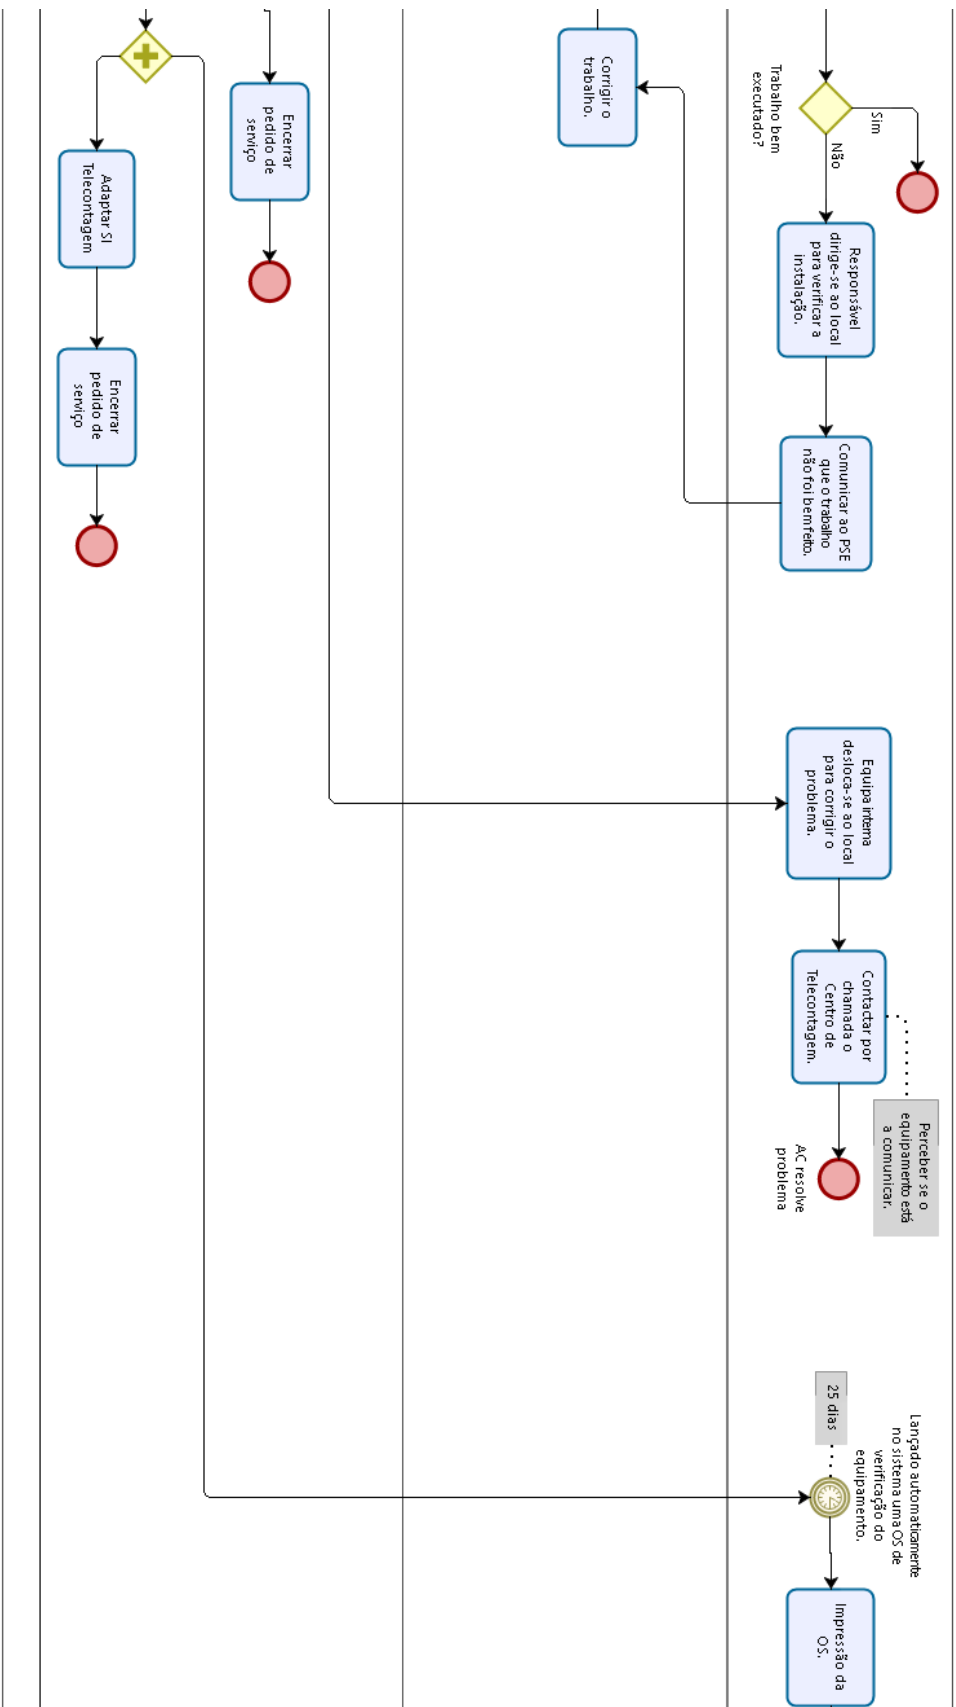 Sim
Trabalho bem
executado?
Não
Responsável
dirige-se ao local
para verificar a
instalação.
Comunicar ao PSE
que o trabalho
não foi bem feito.
Equipa interna
desloca-se ao local
para corrigir o
problema.
Contactar por
chamada o
Centro de
Telecontagem.
Perceber se o
equipamento está
a comunicar.
AC resolve
problema
25 dias
Lançado automaticamente
no sistema uma OS de
verificação do
equipamento.
Impressão da
OS.
Corrigir o
trabalho.
Encerrar
pedido de
serviço
Adaptar SI
Telecontagem
Encerrar
pedido de
serviço